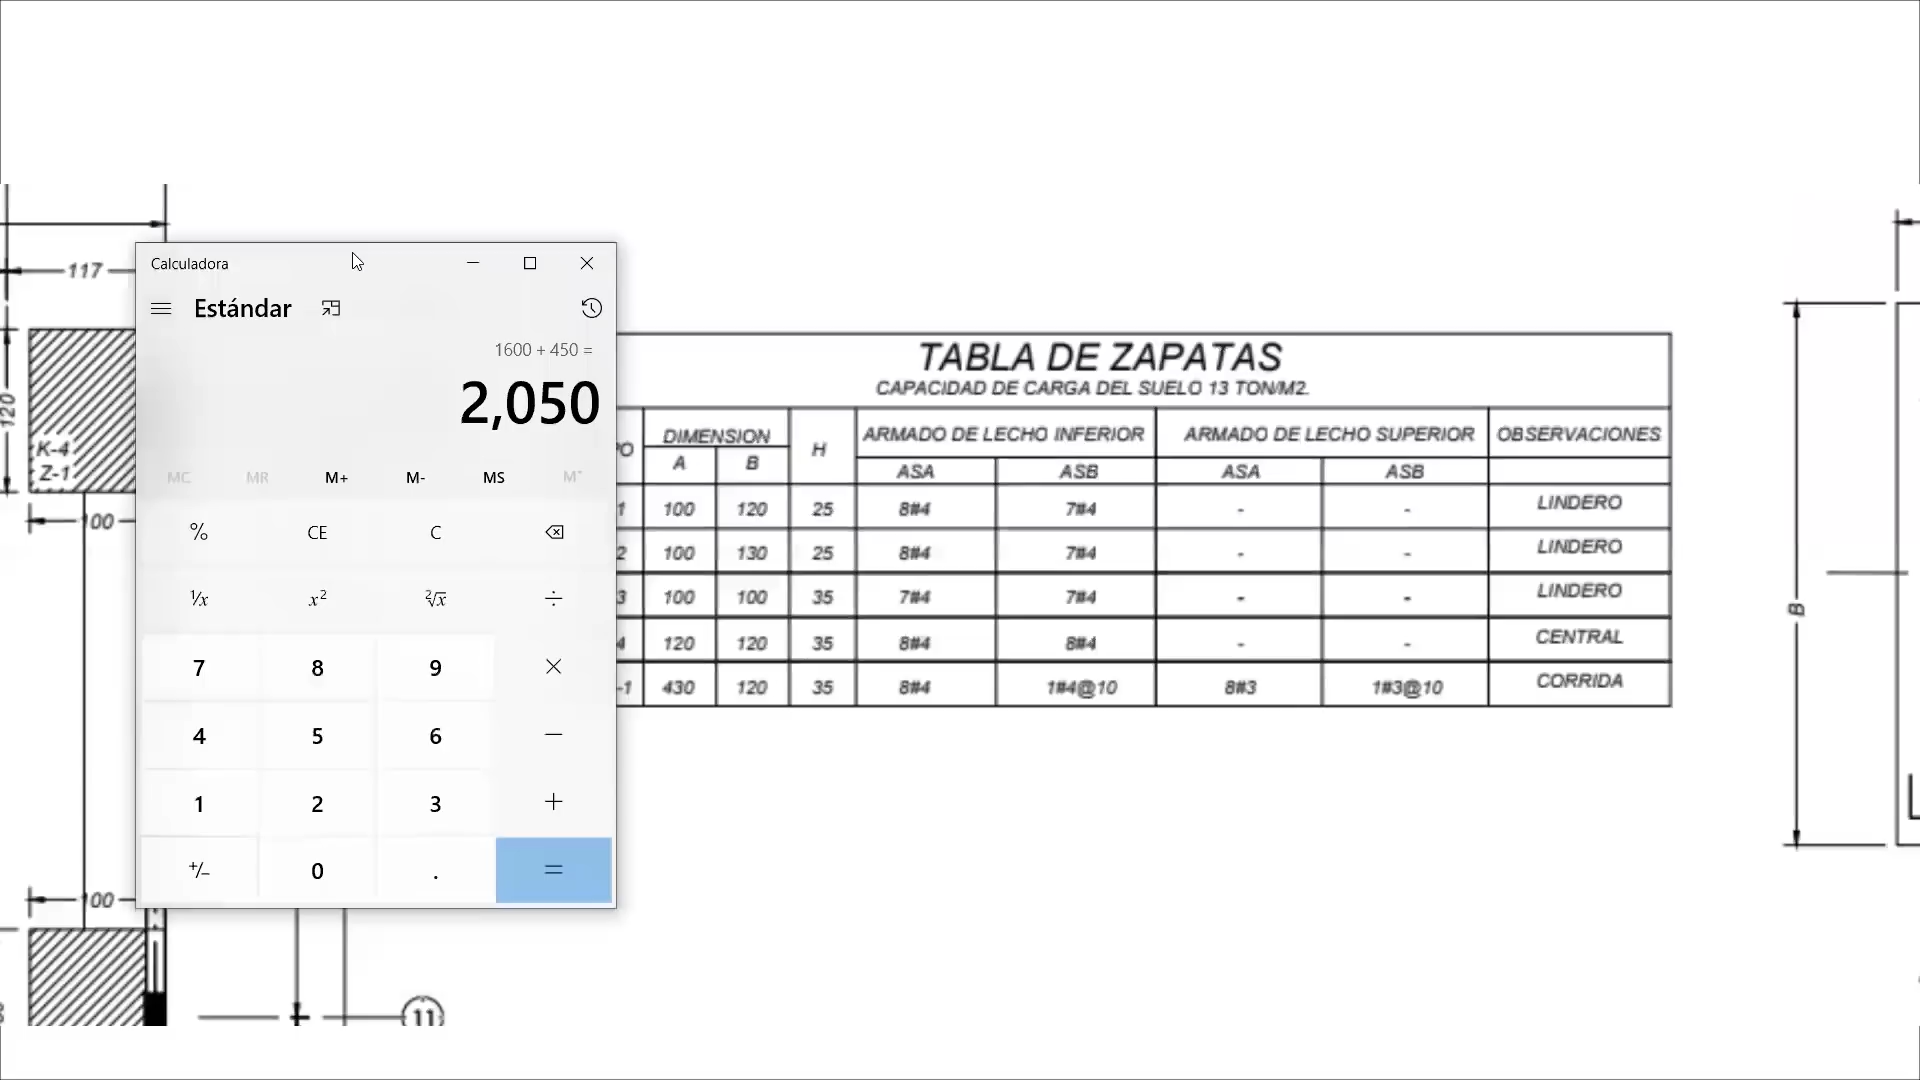 117
Calculadora
Estándar
1600 + 450 =
2,050
MC MR M+ M- MS M˅
% CE C
¹/x x² ²√x ÷
7 8 9 ×
4 5 6 −
1 2 3 +
+/− 0 . =
120
K-4
Z-1
100
100
11
TABLA DE ZAPATAS
CAPACIDAD DE CARGA DEL SUELO 13 TON/M2.
DIMENSION H ARMADO DE LECHO INFERIOR ARMADO DE LECHO SUPERIOR OBSERVACIONES
A B ASA ASB ASA ASB
1 100 120 25 8#4 7#4 - - LINDERO
2 100 130 25 8#4 7#4 - - LINDERO
3 100 100 35 7#4 7#4 - - LINDERO
4 120 120 35 8#4 8#4 - - CENTRAL
-1 430 120 35 8#4 1#4@10 8#3 1#3@10 CORRIDA
B